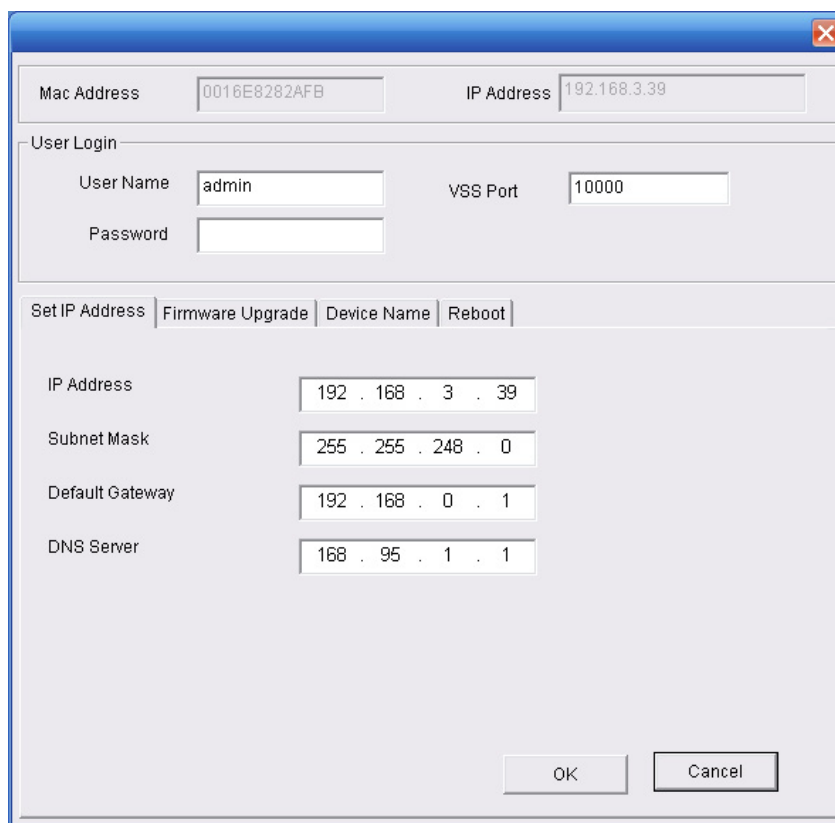 Mac Address 0016E8282AFB IP Address 192.168.3.39
User Login
User Name admin VSS Port 10000
Password
Set IP Address Firmware Upgrade Device Name Reboot
IP Address 192 . 168 . 3 . 39
Subnet Mask 255 . 255 . 248 . 0
Default Gateway 192 . 168 . 0 . 1
DNS Server 168 . 95 . 1 . 1
OK Cancel